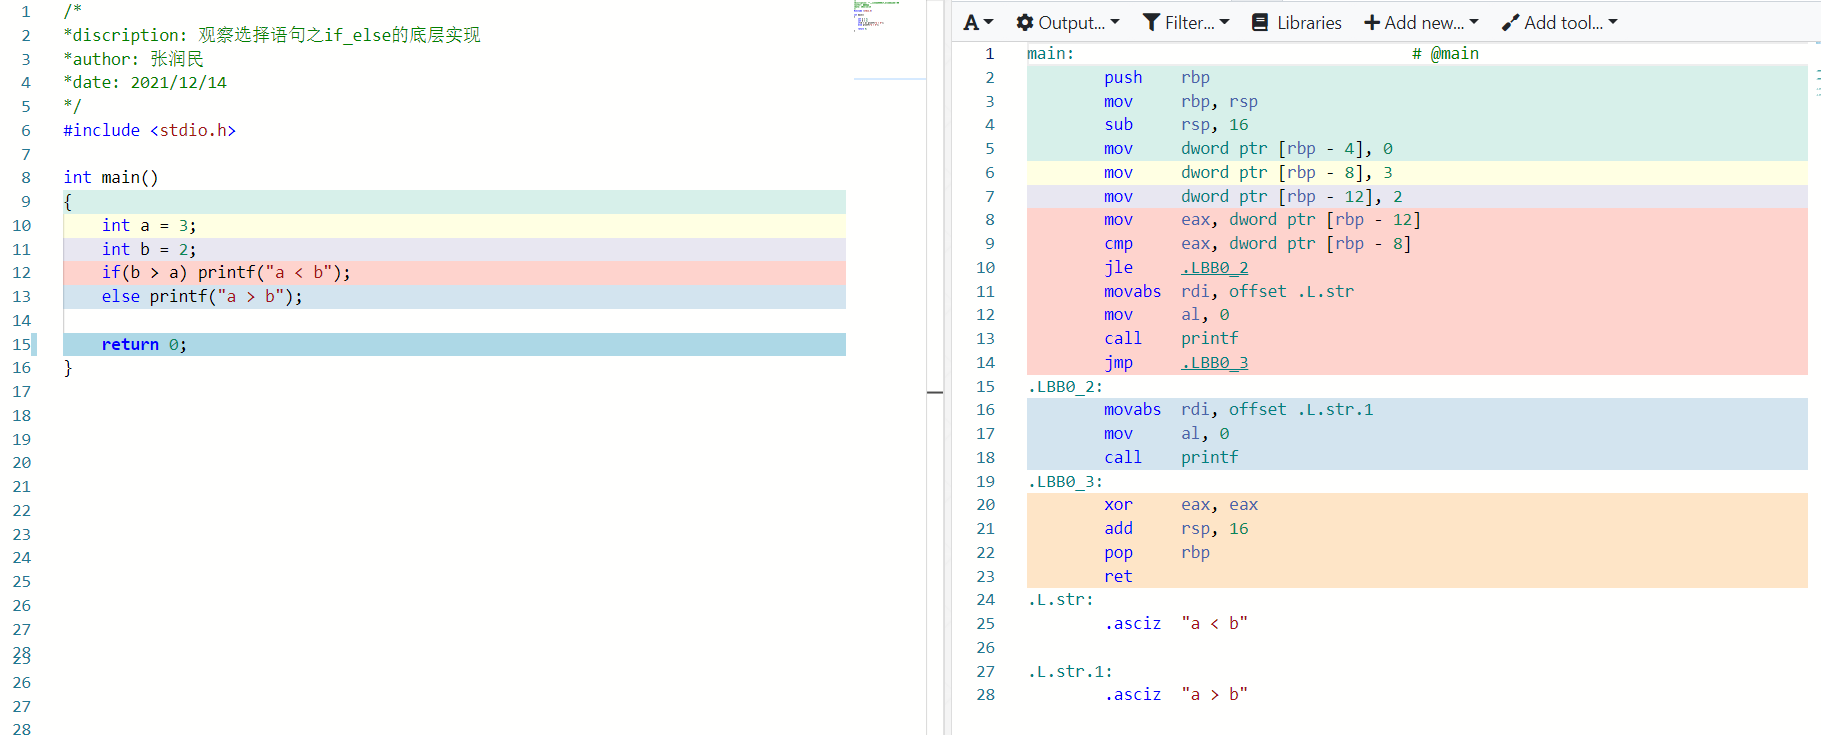 1 /*
2 *discription: 观察选择语句之if_else的底层实现
3 *author: 张润民
4 *date: 2021/12/14
5 */
6 #include <stdio.h>
7
8 int main()
9 {
10 int a = 3;
11 int b = 2;
12 if(b > a) printf("a < b");
13 else printf("a > b");
14
15 return 0;
16 }
17
18
19
20
21
22
23
24
25
26
27
28
26
27
28
A Output... Filter... Libraries Add new... Add tool...
1 main: # @main
2 push rbp
3 mov rbp, rsp
4 sub rsp, 16
5 mov dword ptr [rbp - 4], 0
6 mov dword ptr [rbp - 8], 3
7 mov dword ptr [rbp - 12], 2
8 mov eax, dword ptr [rbp - 12]
9 cmp eax, dword ptr [rbp - 8]
10 jle .LBB0_2
11 movabs rdi, offset .L.str
12 mov al, 0
13 call printf
14 jmp .LBB0_3
15 .LBB0_2:
16 movabs rdi, offset .L.str.1
17 mov al, 0
18 call printf
19 .LBB0_3:
20 xor eax, eax
21 add rsp, 16
22 pop rbp
23 ret
24 .L.str:
25 .asciz "a < b"
26
27 .L.str.1:
28 .asciz "a > b"